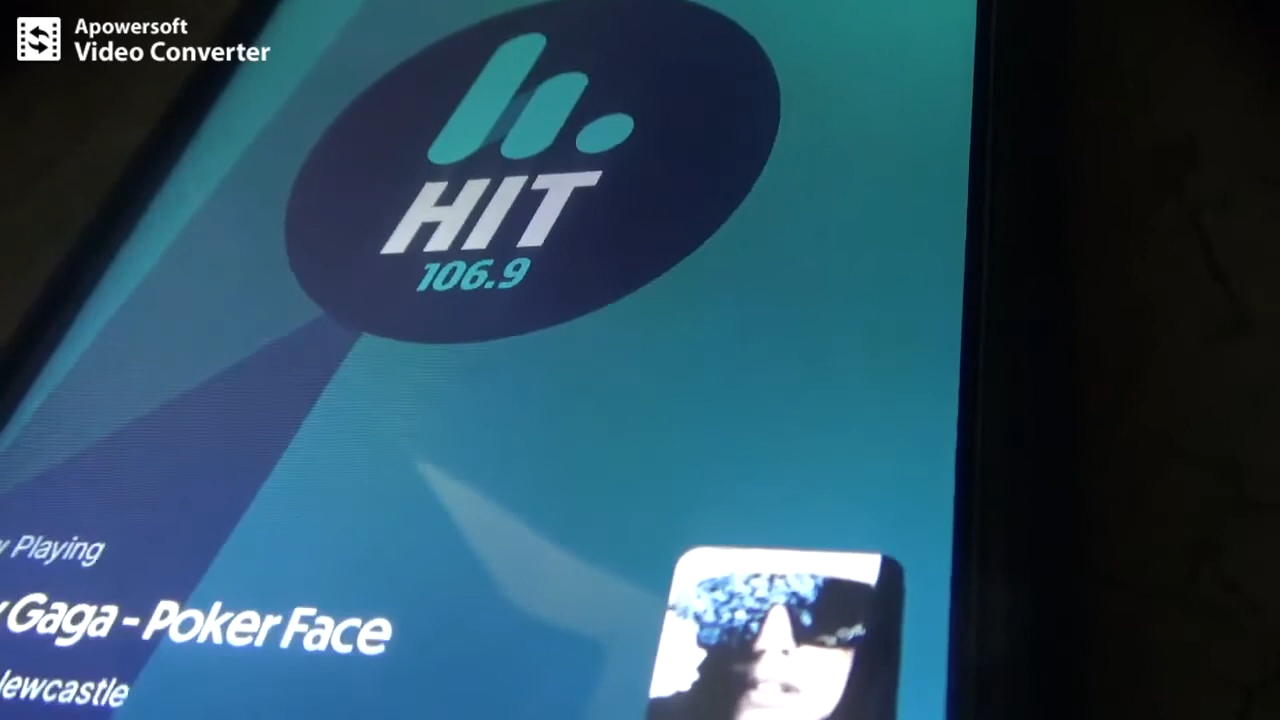 Apowersoft
Video Converter
HIT
106.9
Playing
Gaga - Poker Face